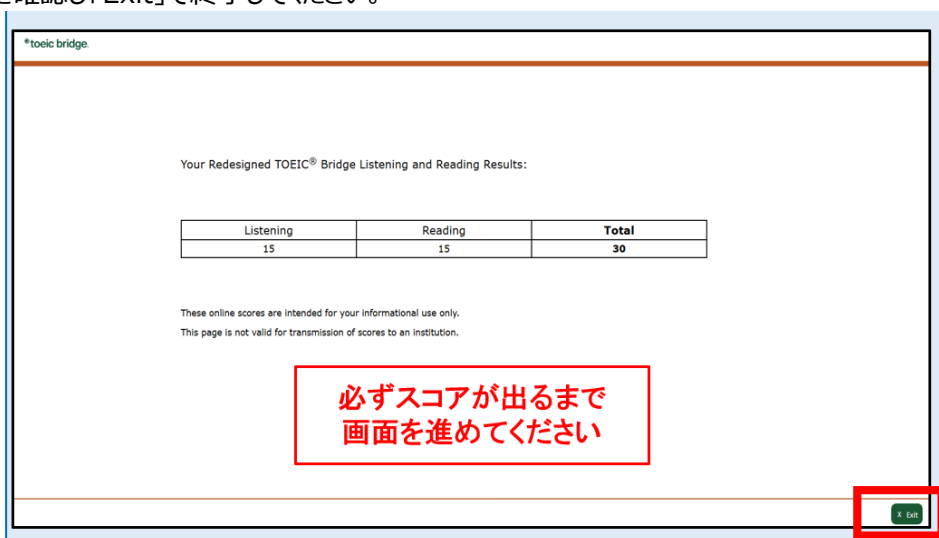 を確認し「Exit」で終了してください。
toeic bridge.
Your Redesigned TOEIC® Bridge Listening and Reading Results:
Listening Reading Total
15 15 30
These online scores are intended for your informational use only.
This page is not valid for transmission of scores to an institution.
必ずスコアが出るまで
画面を進めてください
X Exit